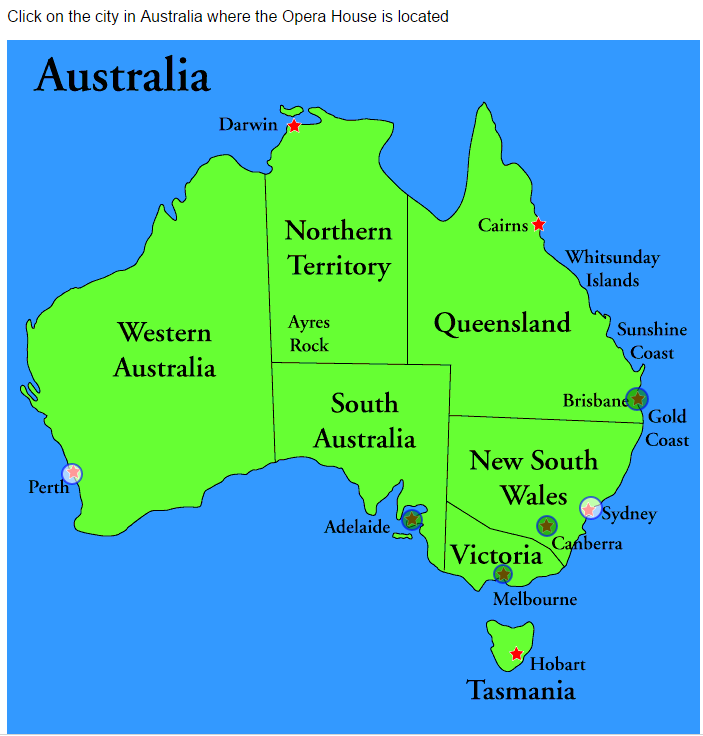 Click on the city in Australia where the Opera House is located
Australia
Darwin
Cairns
Northern
Territory
Whitsunday
Islands
Ayres
Rock
Queensland
Western
Australia
Sunshine
Coast
South
Australia
Brisbane
Gold
Coast
New South
Wales
Perth
Adelaide
Sydney
Canberra
Victoria
Melbourne
Hobart
Tasmania